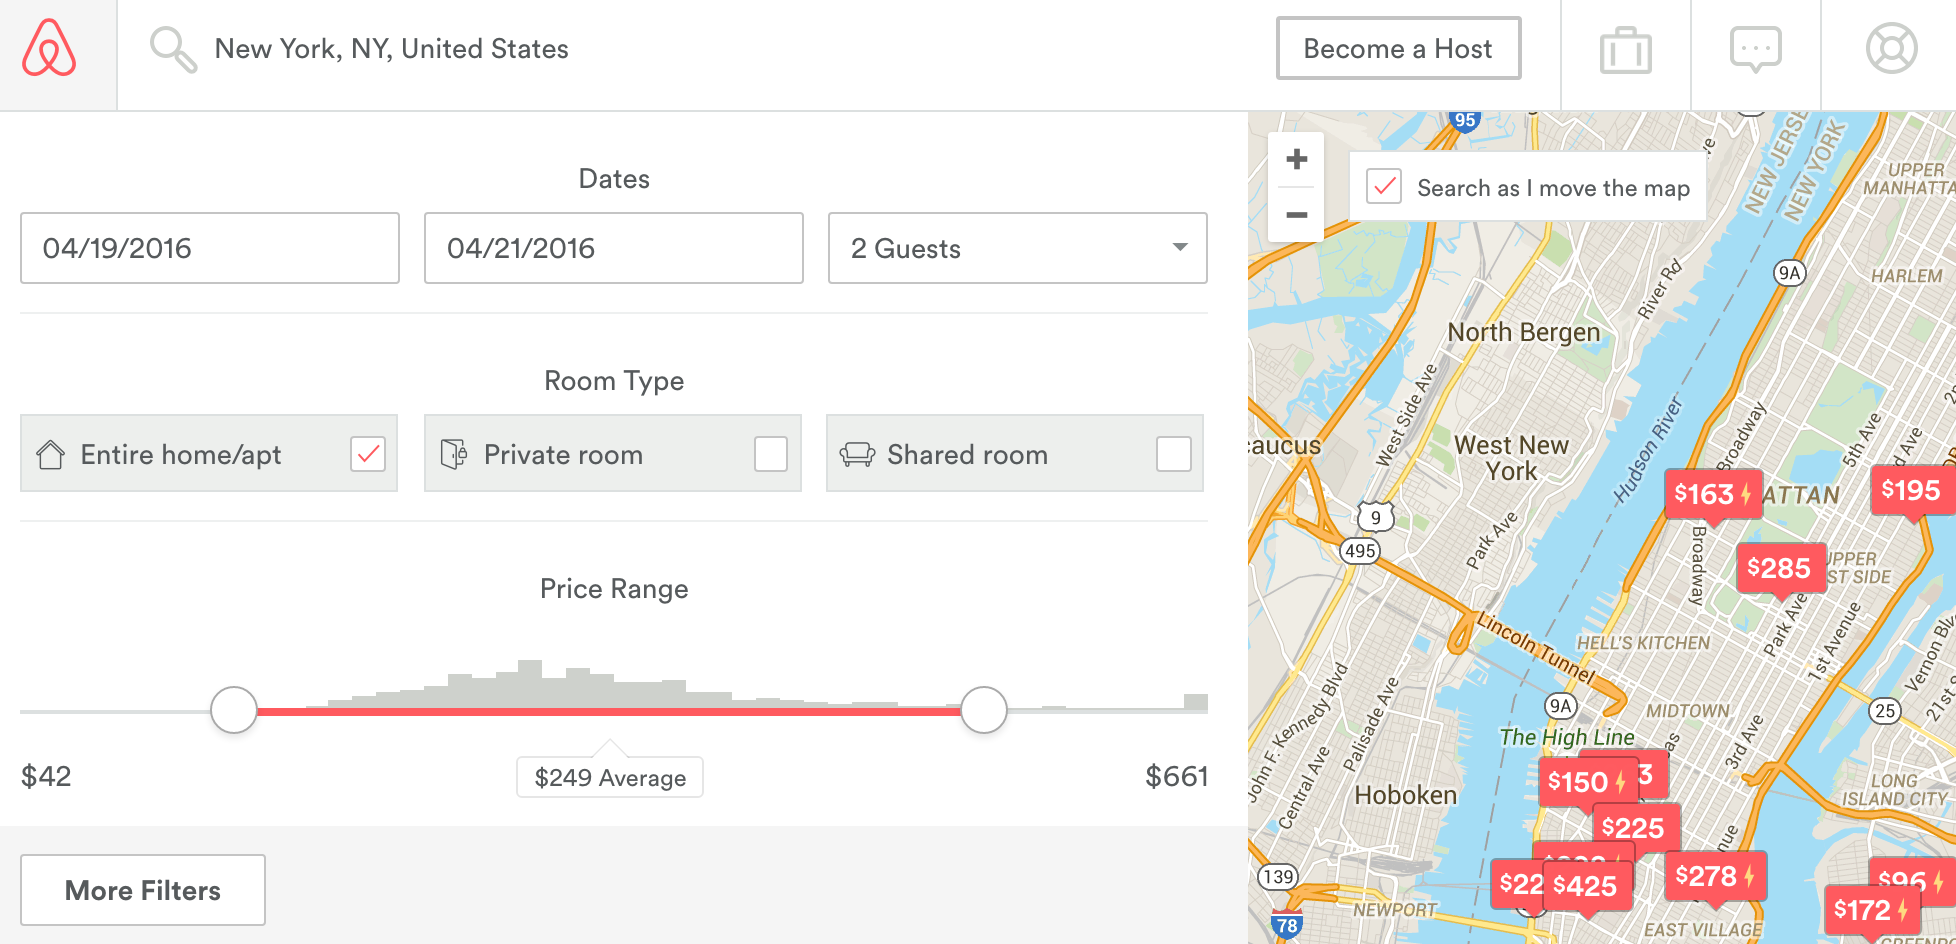 New York, NY, United States
Become a Host
Dates
04/19/2016
04/21/2016
2 Guests
Room Type
Entire home/apt
Private room
Shared room
Price Range
$42
$249 Average
$661
More Filters
+
Search as I move the map
−
95
NEW JERSE
NEW YORK
UPPER
MANHATTA
9A
HARLEM
River Rd
North Bergen
West Side Ave
Hudson River
Broadway
5th Ave
caucus
West New
York
$163
ATTAN
$195
9
495
Park Ave
Broadway
$285
UPPER
ST SIDE
Park Ave
1st Avenue
HELL'S KITCHEN
Lincoln Tunnel
Vernon Blv
John F. Kennedy Blvd
Palisade Ave
Central Ave
9A
MIDTOWN
25
21st
The High Line
3rd Ave
$150
3
LONG
ISLAND CITY
Hoboken
$225
139
$22
$425
$278
$96
$172
NEWPORT
78
EAST VILLAGE